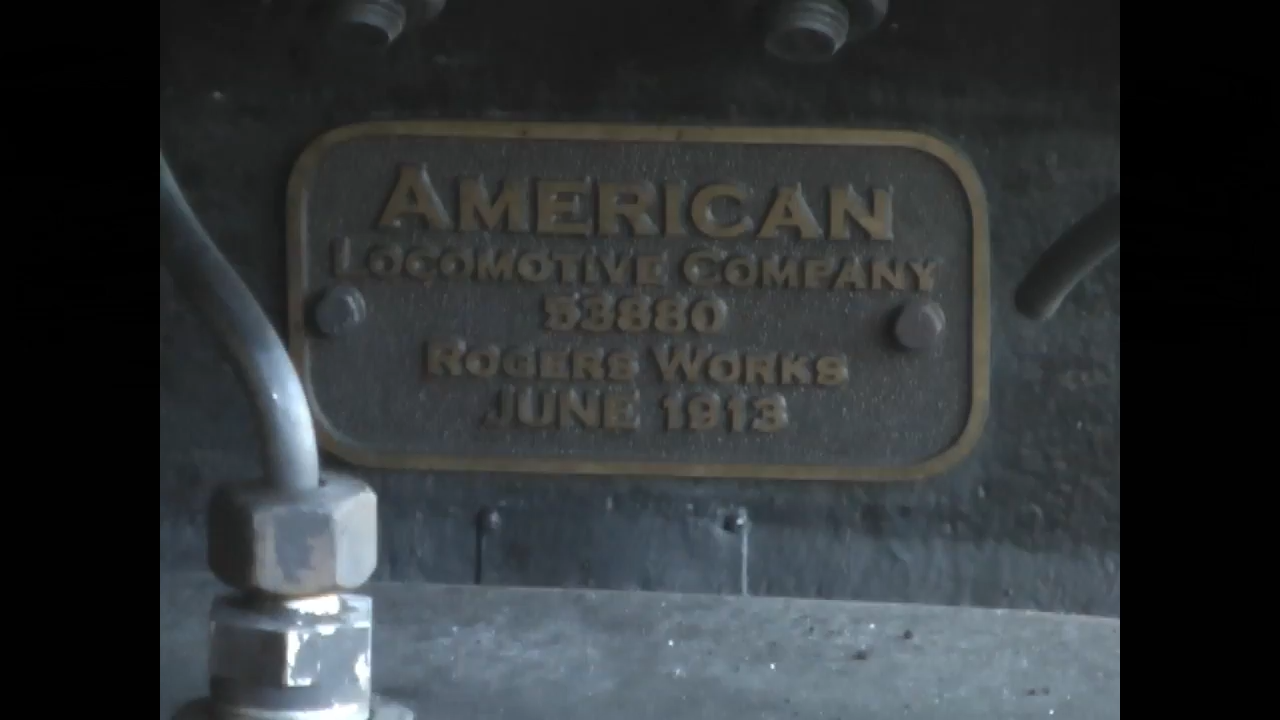 AMERICAN
LOCOMOTIVE COMPANY
53880
ROGERS WORKS
JUNE 1913